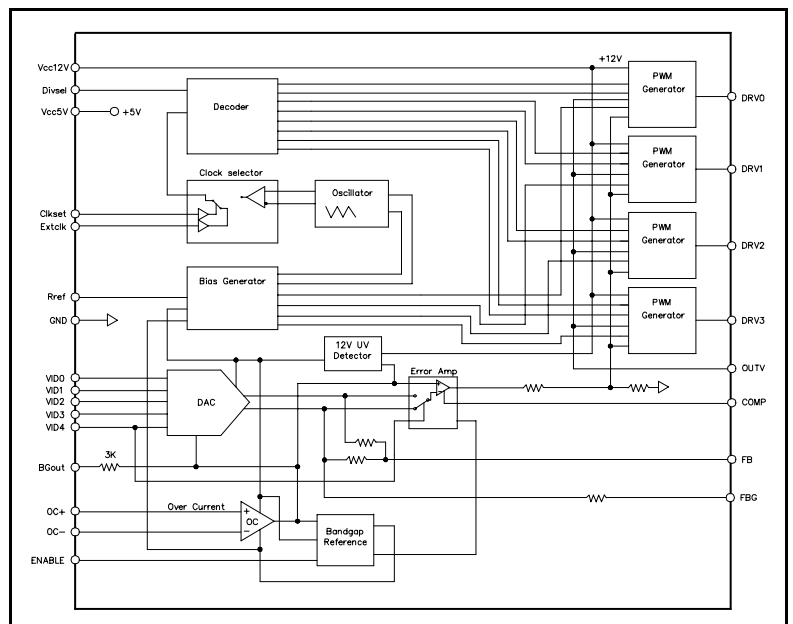 Vcc12V
+12V
Divsel
Decoder
PWM
Generator
DRV0
Vcc5V
+5V
PWM
Generator
DRV1
Clock selector
Oscillator
Clkset
Extclk
PWM
Generator
DRV2
Bias Generator
Rref
GND
PWM
Generator
DRV3
12V UV
Detector
OUTV
Error Amp
VID0
VID1
VID2
VID3
VID4
DAC
COMP
3K
BGout
FB
FBG
OC+
Over Current
+
OC
−
OC−
Bandgap
Reference
ENABLE